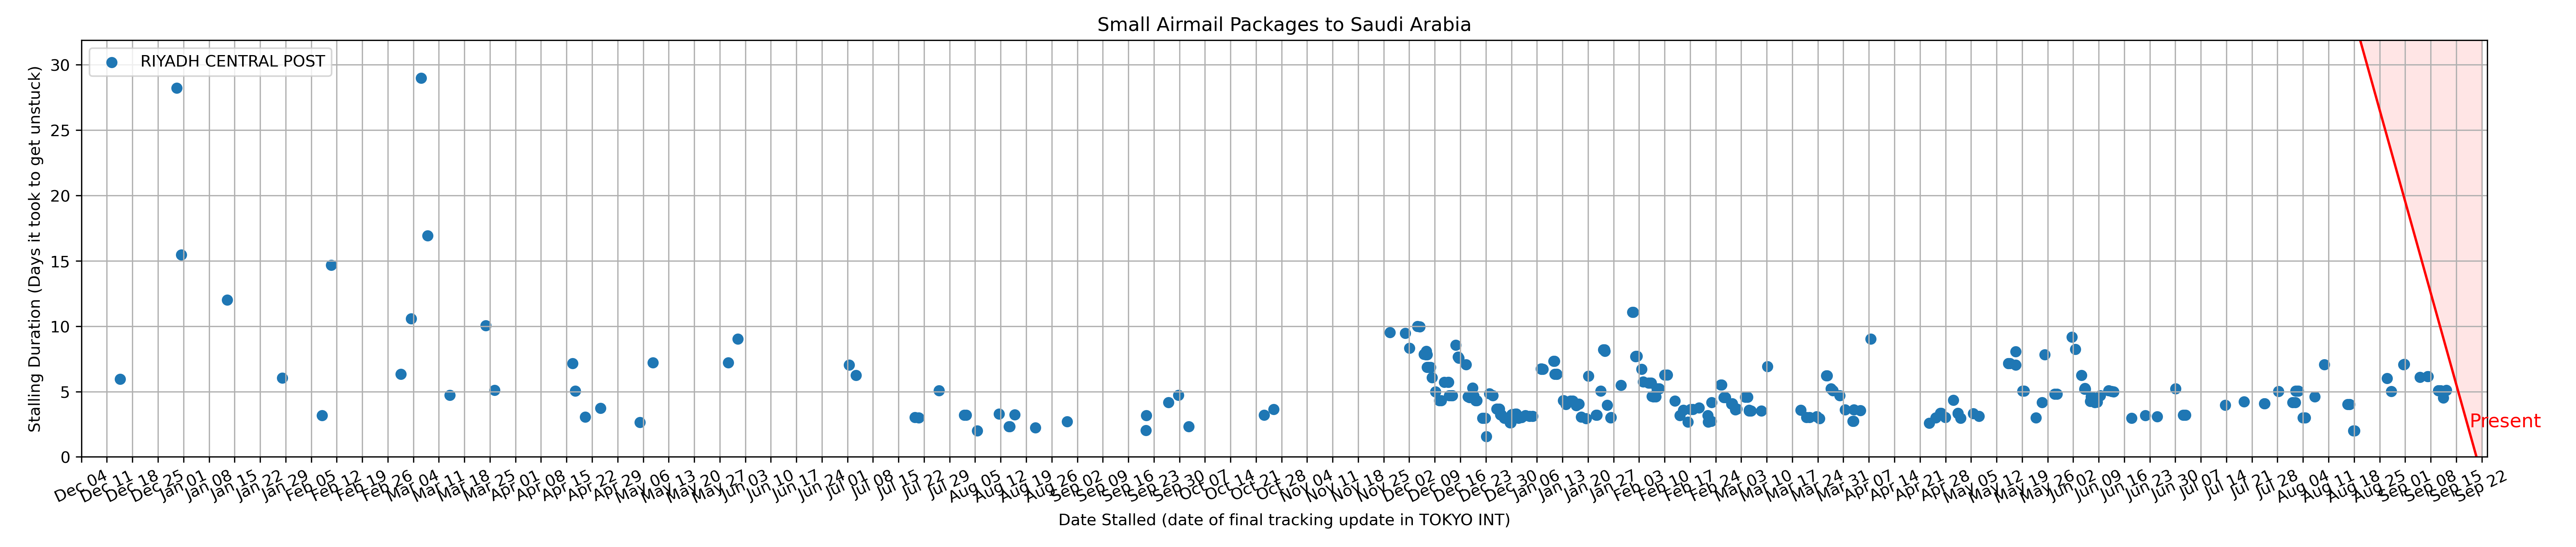 Small Airmail Packages to Saudi Arabia
RIYADH CENTRAL POST
Stalling Duration (Days it took to get unstuck)
30
25
20
15
10
5
0
Present
Dec 04
Dec 11
Dec 18
Dec 25
Jan 01
Jan 08
Jan 15
Jan 22
Jan 29
Feb 05
Feb 12
Feb 19
Feb 26
Mar 04
Mar 11
Mar 18
Mar 25
Apr 01
Apr 08
Apr 15
Apr 22
Apr 29
May 06
May 13
May 20
May 27
Jun 03
Jun 10
Jun 17
Jun 24
Jul 01
Jul 08
Jul 15
Jul 22
Jul 29
Aug 05
Aug 12
Aug 19
Aug 26
Sep 02
Sep 09
Sep 16
Sep 23
Sep 30
Oct 07
Oct 14
Oct 21
Oct 28
Nov 04
Nov 11
Nov 18
Nov 25
Dec 02
Dec 09
Dec 16
Dec 23
Dec 30
Jan 06
Jan 13
Jan 20
Jan 27
Feb 03
Feb 10
Feb 17
Feb 24
Mar 03
Mar 10
Mar 17
Mar 24
Mar 31
Apr 07
Apr 14
Apr 21
Apr 28
May 05
May 12
May 19
May 26
Jun 02
Jun 09
Jun 16
Jun 23
Jun 30
Jul 07
Jul 14
Jul 21
Jul 28
Aug 04
Aug 11
Aug 18
Aug 25
Sep 01
Sep 08
Sep 15
Sep 22
Date Stalled (date of final tracking update in TOKYO INT)